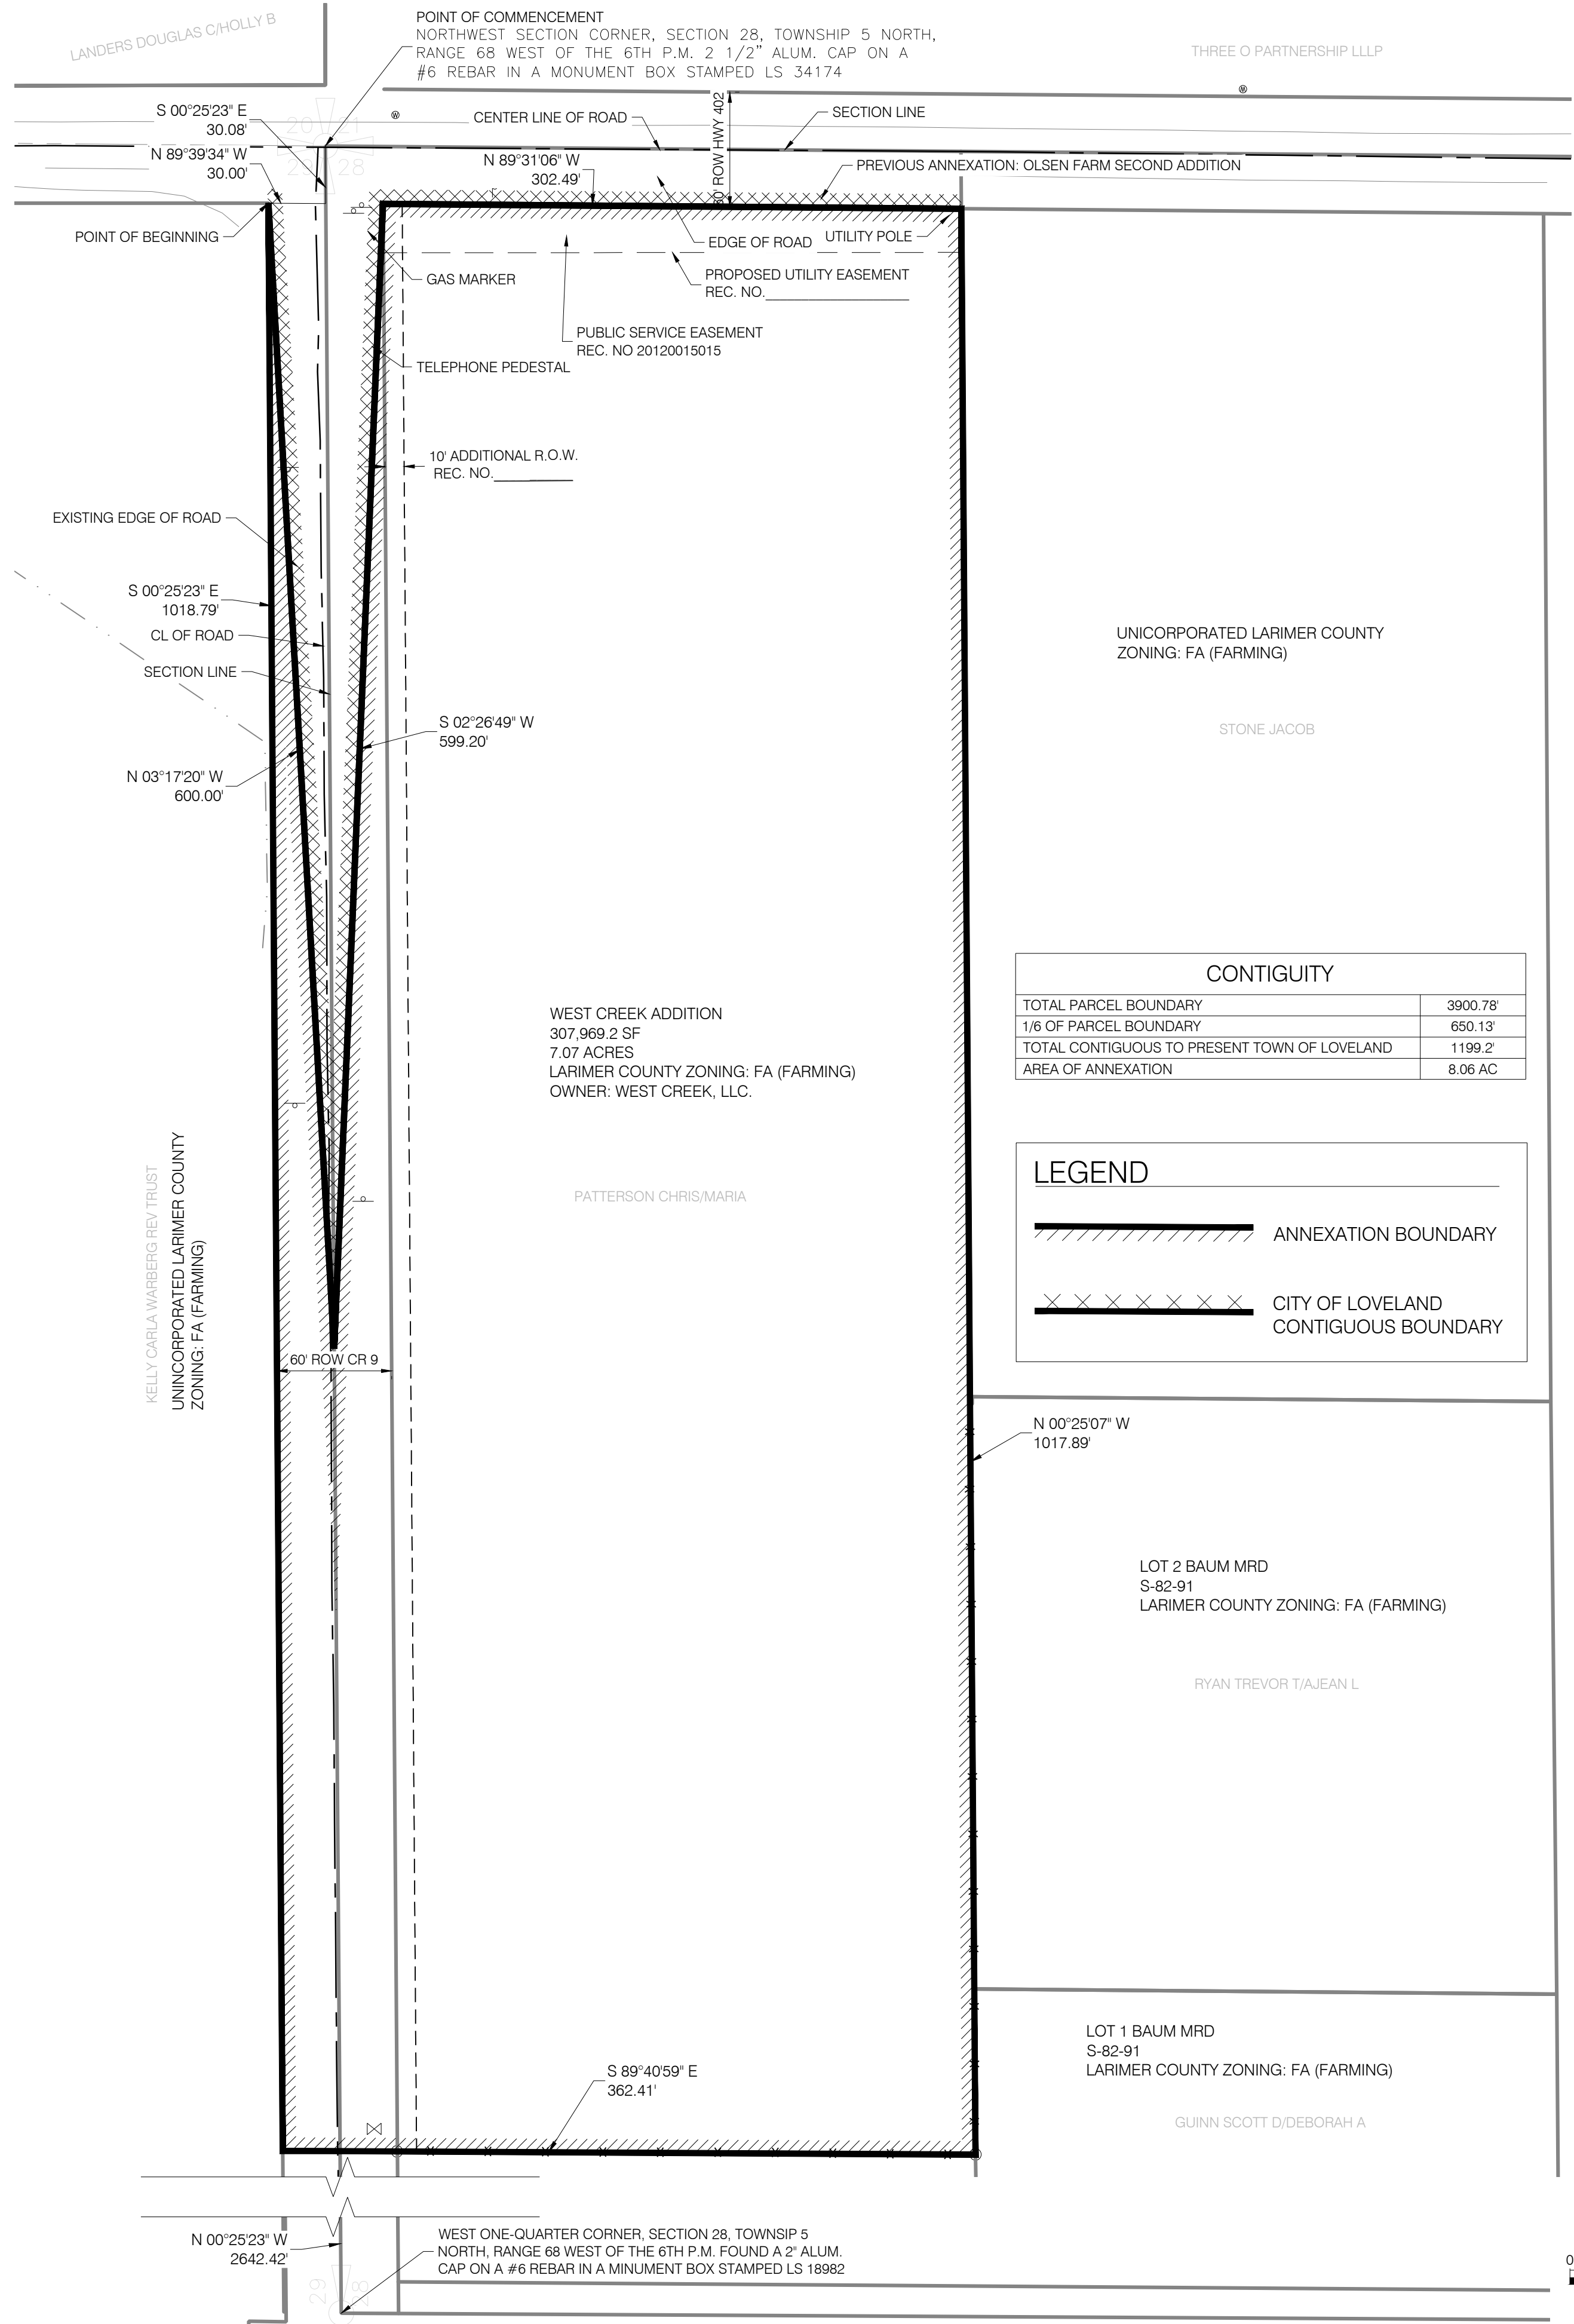 LANDERS DOUGLAS C/HOLLY B
POINT OF COMMENCEMENT
NORTHWEST SECTION CORNER, SECTION 28, TOWNSHIP 5 NORTH,
RANGE 68 WEST OF THE 6TH P.M. 2 1/2" ALUM. CAP ON A
#6 REBAR IN A MONUMENT BOX STAMPED LS 34174
THREE O PARTNERSHIP LLLP
S 00°25'23" E
30.08'
20 21
28
CENTER LINE OF ROAD
SECTION LINE
N 89°39'34" W
30.00'
N 89°31'06" W
302.49'
ROW HWY 402
PREVIOUS ANNEXATION: OLSEN FARM SECOND ADDITION
POINT OF BEGINNING
EDGE OF ROAD
UTILITY POLE
GAS MARKER
PROPOSED UTILITY EASEMENT
REC. NO.
PUBLIC SERVICE EASEMENT
REC. NO 20120015015
TELEPHONE PEDESTAL
10' ADDITIONAL R.O.W.
REC. NO.
EXISTING EDGE OF ROAD
S 00°25'23" E
1018.79'
CL OF ROAD
SECTION LINE
UNICORPORATED LARIMER COUNTY
ZONING: FA (FARMING)
STONE JACOB
S 02°26'49" W
599.20'
N 03°17'20" W
600.00'
WEST CREEK ADDITION
307,969.2 SF
7.07 ACRES
LARIMER COUNTY ZONING: FA (FARMING)
OWNER: WEST CREEK, LLC.
PATTERSON CHRIS/MARIA
CONTIGUITY
TOTAL PARCEL BOUNDARY 3900.78'
1/6 OF PARCEL BOUNDARY 650.13'
TOTAL CONTIGUOUS TO PRESENT TOWN OF LOVELAND 1199.2'
AREA OF ANNEXATION 8.06 AC
LEGEND
ANNEXATION BOUNDARY
CITY OF LOVELAND
CONTIGUOUS BOUNDARY
KELLY CARLA WARBERG REV TRUST
UNINCORPORATED LARIMER COUNTY
ZONING: FA (FARMING)
60' ROW CR 9
N 00°25'07" W
1017.89'
LOT 2 BAUM MRD
S-82-91
LARIMER COUNTY ZONING: FA (FARMING)
RYAN TREVOR T/AJEAN L
LOT 1 BAUM MRD
S-82-91
LARIMER COUNTY ZONING: FA (FARMING)
GUINN SCOTT D/DEBORAH A
S 89°40'59" E
362.41'
N 00°25'23" W
2642.42'
WEST ONE-QUARTER CORNER, SECTION 28, TOWNSIP 5
NORTH, RANGE 68 WEST OF THE 6TH P.M. FOUND A 2" ALUM.
CAP ON A #6 REBAR IN A MINUMENT BOX STAMPED LS 18982
29 28
0